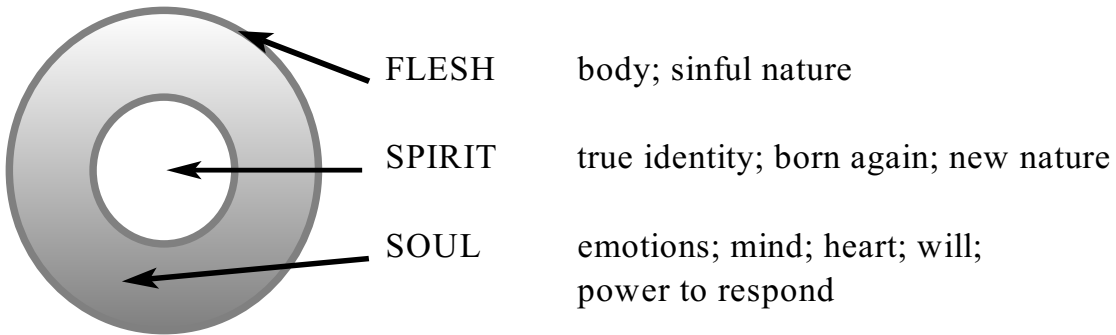 FLESH body; sinful nature
SPIRIT true identity; born again; new nature
SOUL emotions; mind; heart; will;
power to respond